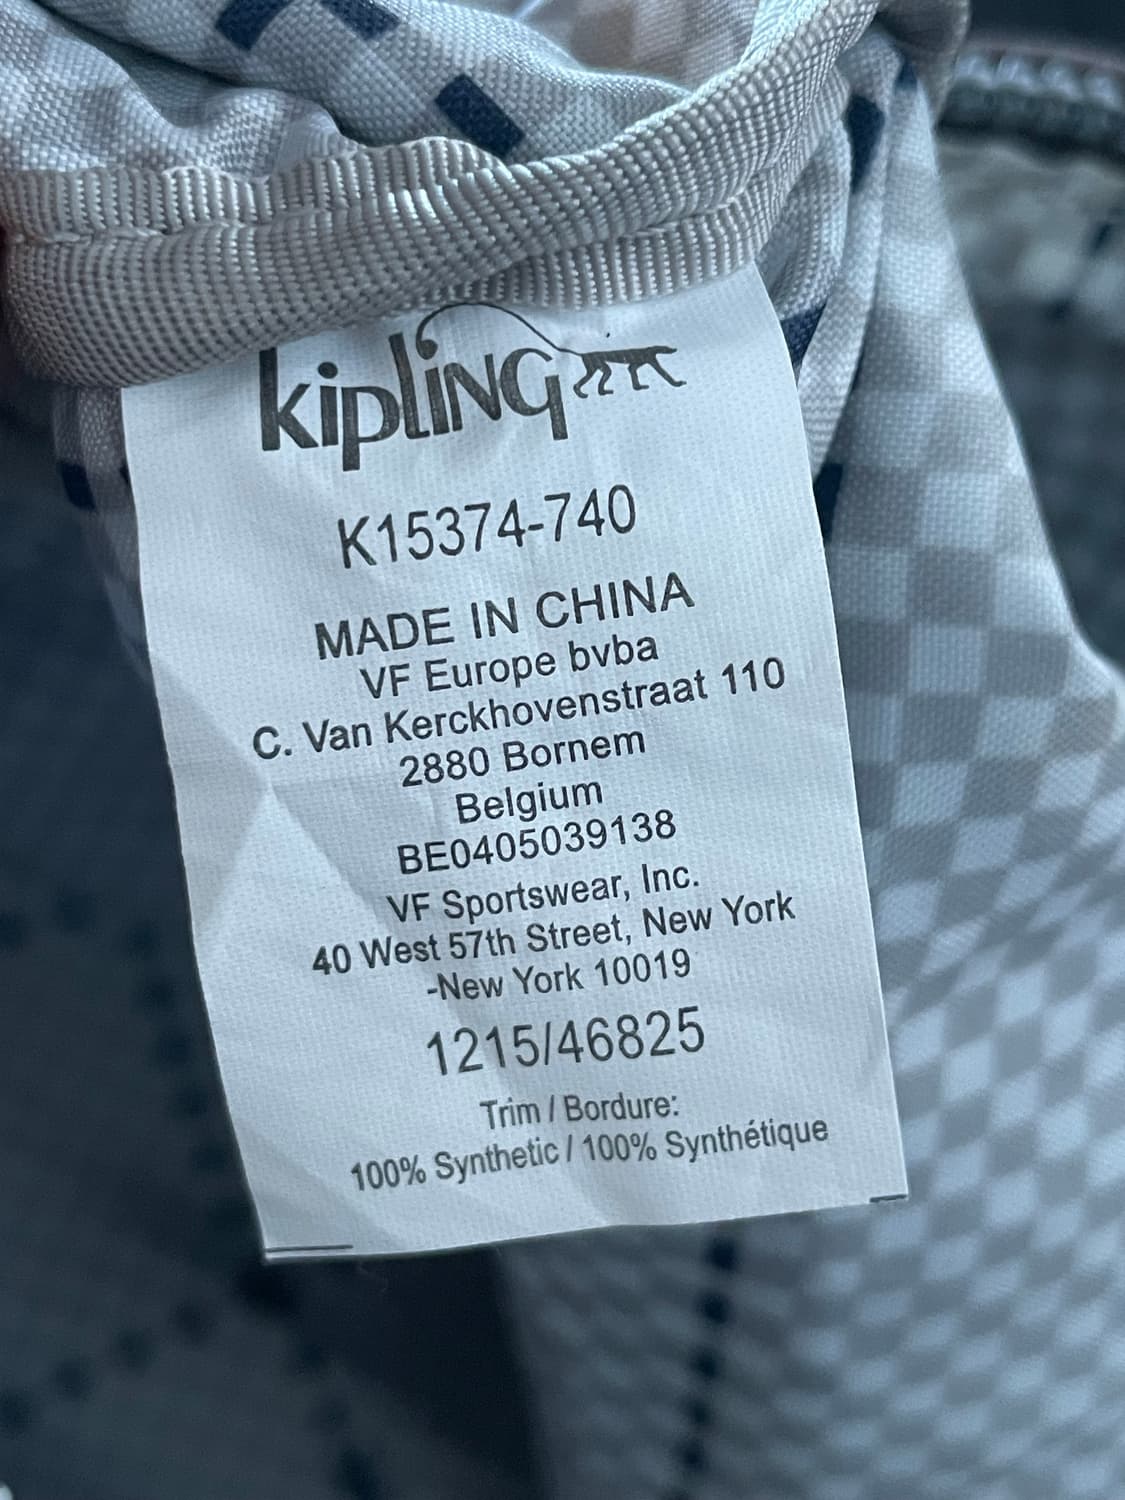 kipling
K15374-740
MADE IN CHINA
VF Europe bvba
C. Van Kerckhovenstraat 110
2880 Bornem
Belgium
BE0405039138
VF Sportswear, Inc.
40 West 57th Street, New York
-New York 10019
1215/46825
Trim / Bordure:
100% Synthetic / 100% Synthétique